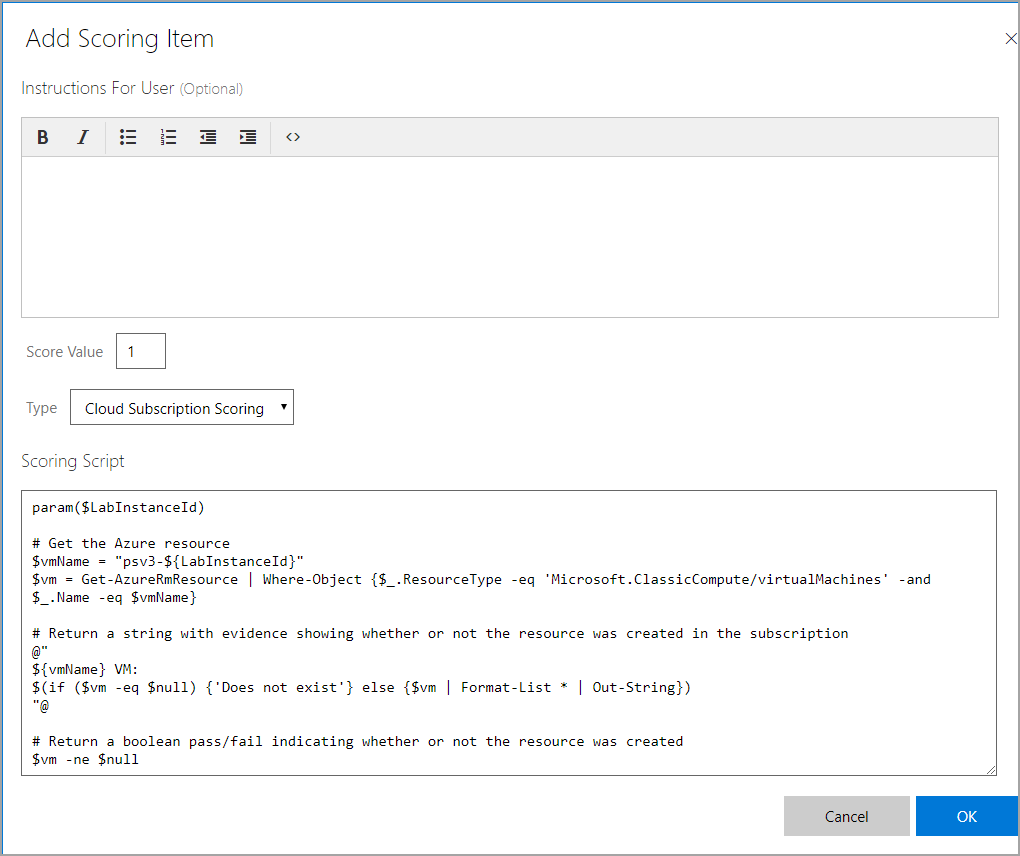 Add Scoring Item
Instructions For User (Optional)
B I <>
Score Value 1
Type Cloud Subscription Scoring
Scoring Script
param($LabInstanceId)
# Get the Azure resource
$vmName = "psv3-${LabInstanceId}"
$vm = Get-AzureRmResource | Where-Object {$_.ResourceType -eq 'Microsoft.ClassicCompute/virtualMachines' -and
$_.Name -eq $vmName}
# Return a string with evidence showing whether or not the resource was created in the subscription
@"
${vmName} VM:
$(if ($vm -eq $null) {'Does not exist'} else {$vm | Format-List * | Out-String})
"@
# Return a boolean pass/fail indicating whether or not the resource was created
$vm -ne $null
Cancel OK